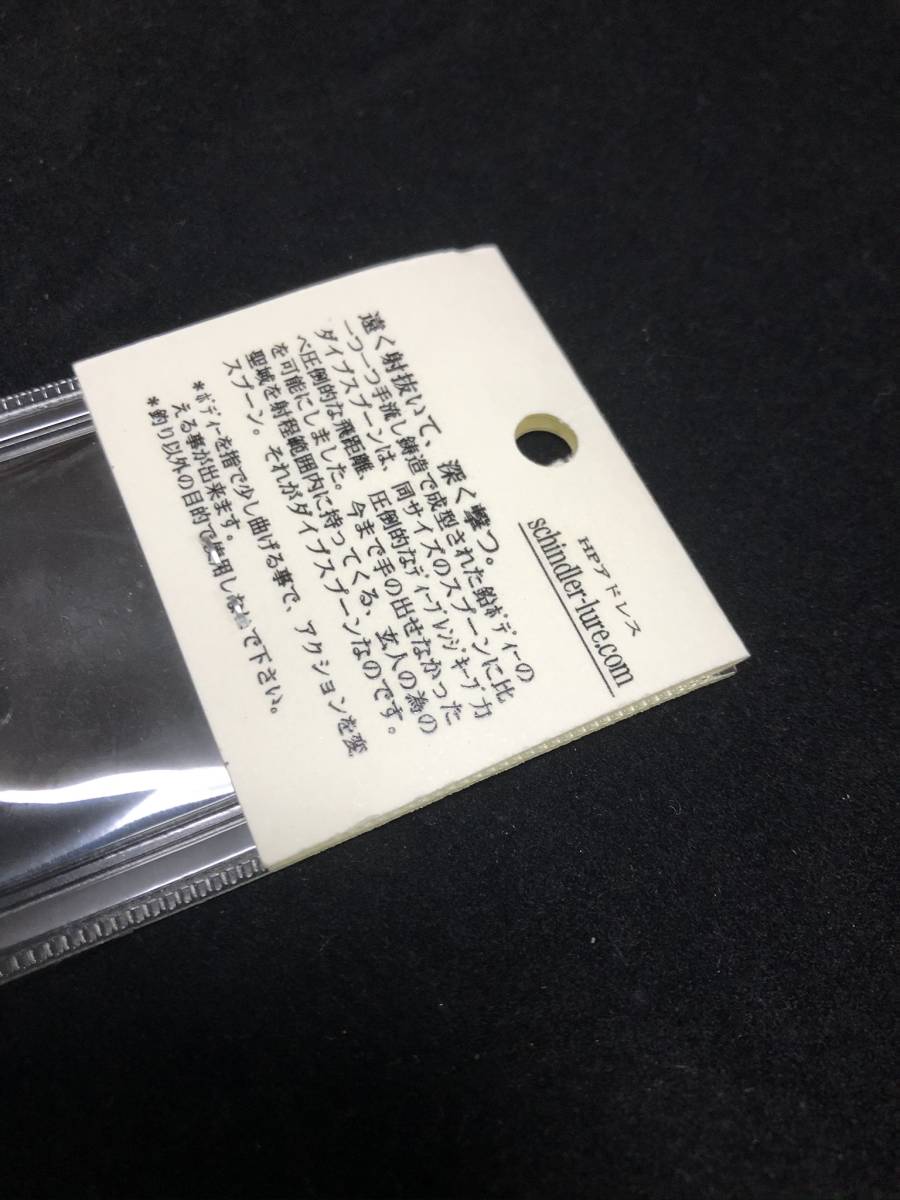 HPアドレス
schindler-lure.com
遠く射抜いて、深く撃つ。
一つ一つ手流し鋳造で成型された鉛ボディーの
ダイブスプーンは、同サイズのスプーンに比
べ圧倒的な飛距離、圧倒的なディープレンジキープ力
を可能にしました。今まで手の出せなかった
聖域を射程範囲内に持ってくる、玄人の為の
スプーン。それがダイブスプーンなのです。
*ボディーを指で少し曲げる事で、アクションを変
える事が出来ます。
*釣り以外の目的で使用しないで下さい。